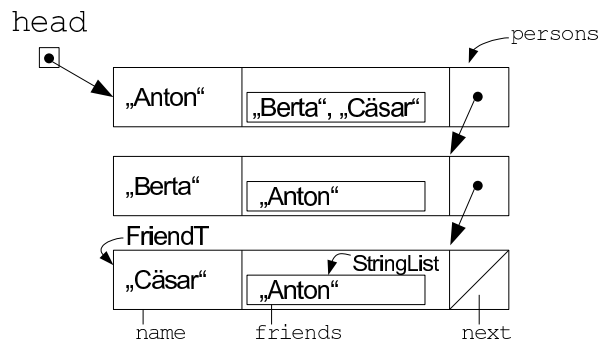 head
persons
„Anton“
„Berta“, „Cäsar“
„Berta“
„Anton“
FriendT
StringList
„Cäsar“
„Anton“
name
friends
next